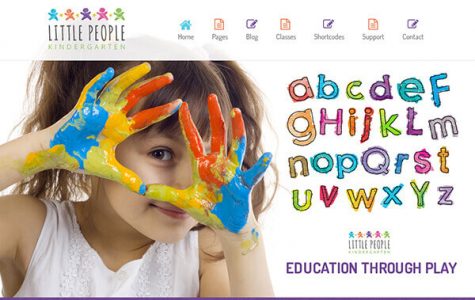 LITTLE PEOPLE
KINDERGARTEN
Home Pages Blog Classes Shortcodes Support Contact
abcdef
gHijkLm
nopQrst
uvwxYz
LITTLE PEOPLE
KINDERGARTEN
EDUCATION THROUGH PLAY